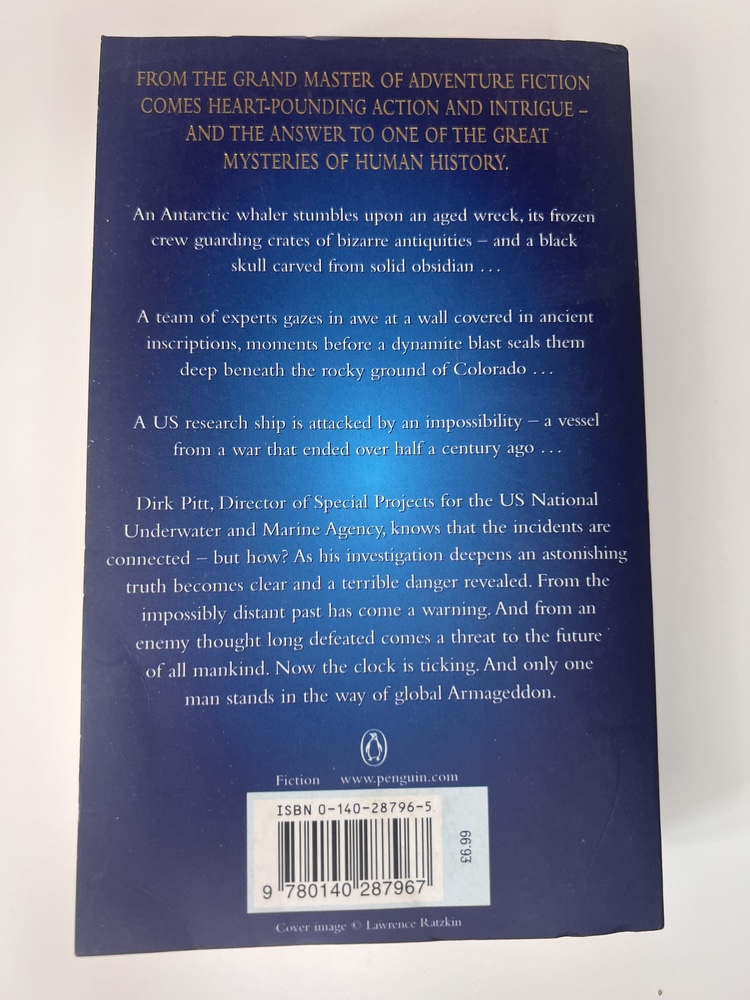 FROM THE GRAND MASTER OF ADVENTURE FICTION
COMES HEART-POUNDING ACTION AND INTRIGUE –
AND THE ANSWER TO ONE OF THE GREAT
MYSTERIES OF HUMAN HISTORY.
An Antarctic whaler stumbles upon an aged wreck, its frozen
crew guarding crates of bizarre antiquities – and a black
skull carved from solid obsidian ...
A team of experts gazes in awe at a wall covered in ancient
inscriptions, moments before a dynamite blast seals them
deep beneath the rocky ground of Colorado ...
A US research ship is attacked by an impossibility – a vessel
from a war that ended over half a century ago ...
Dirk Pitt, Director of Special Projects for the US National
Underwater and Marine Agency, knows that the incidents are
connected – but how? As his investigation deepens an astonishing
truth becomes clear and a terrible danger revealed. From the
impossibly distant past has come a warning. And from an
enemy thought long defeated comes a threat to the future
of all mankind. Now the clock is ticking. And only one
man stands in the way of global Armageddon.
Fiction www.penguin.com
ISBN 0-140-28796-5
66'93
9 780140 287967
Cover image © Lawrence Ratzkin